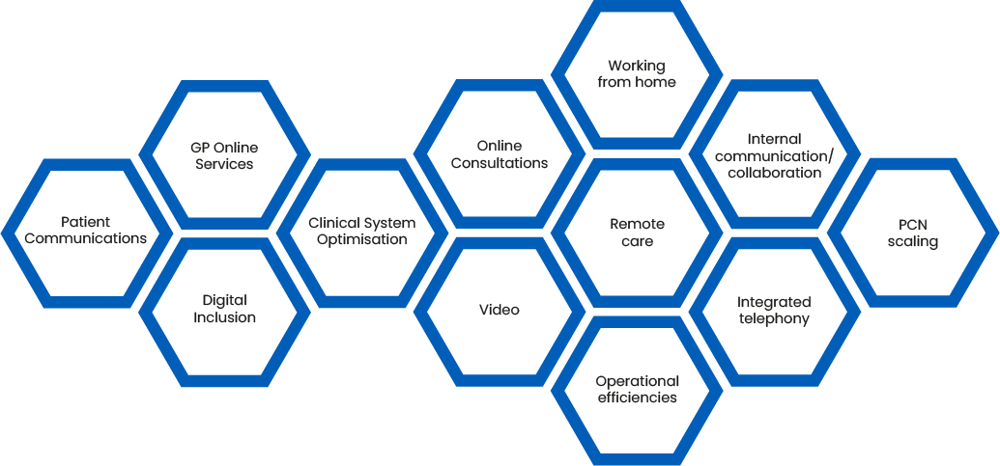 Working
from home
GP Online
Services
Online
Consultations
Internal
communication/
collaboration
Patient
Communications
Clinical System
Optimisation
Remote
care
PCN
scaling
Digital
Inclusion
Video
Integrated
telephony
Operational
efficiencies